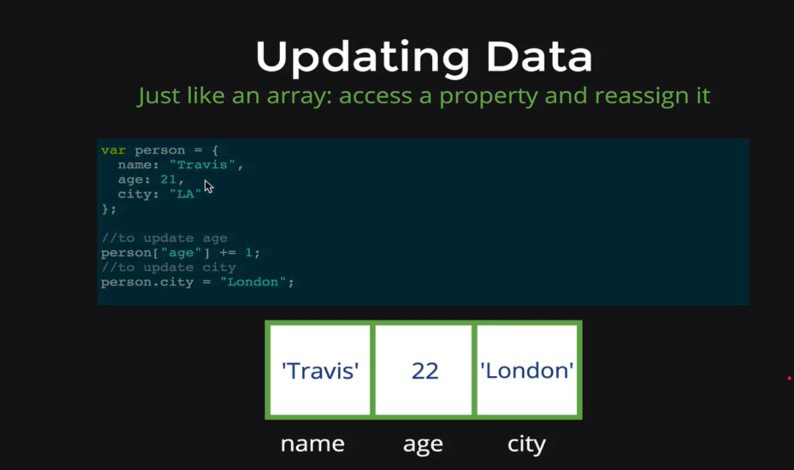 Updating Data
Just like an array: access a property and reassign it
var person = {
  name: "Travis",
  age: 21,
  city: "LA"
};
//to update age
person["age"] += 1;
//to update city
person.city = "London";
'Travis' 22 'London'
name age city